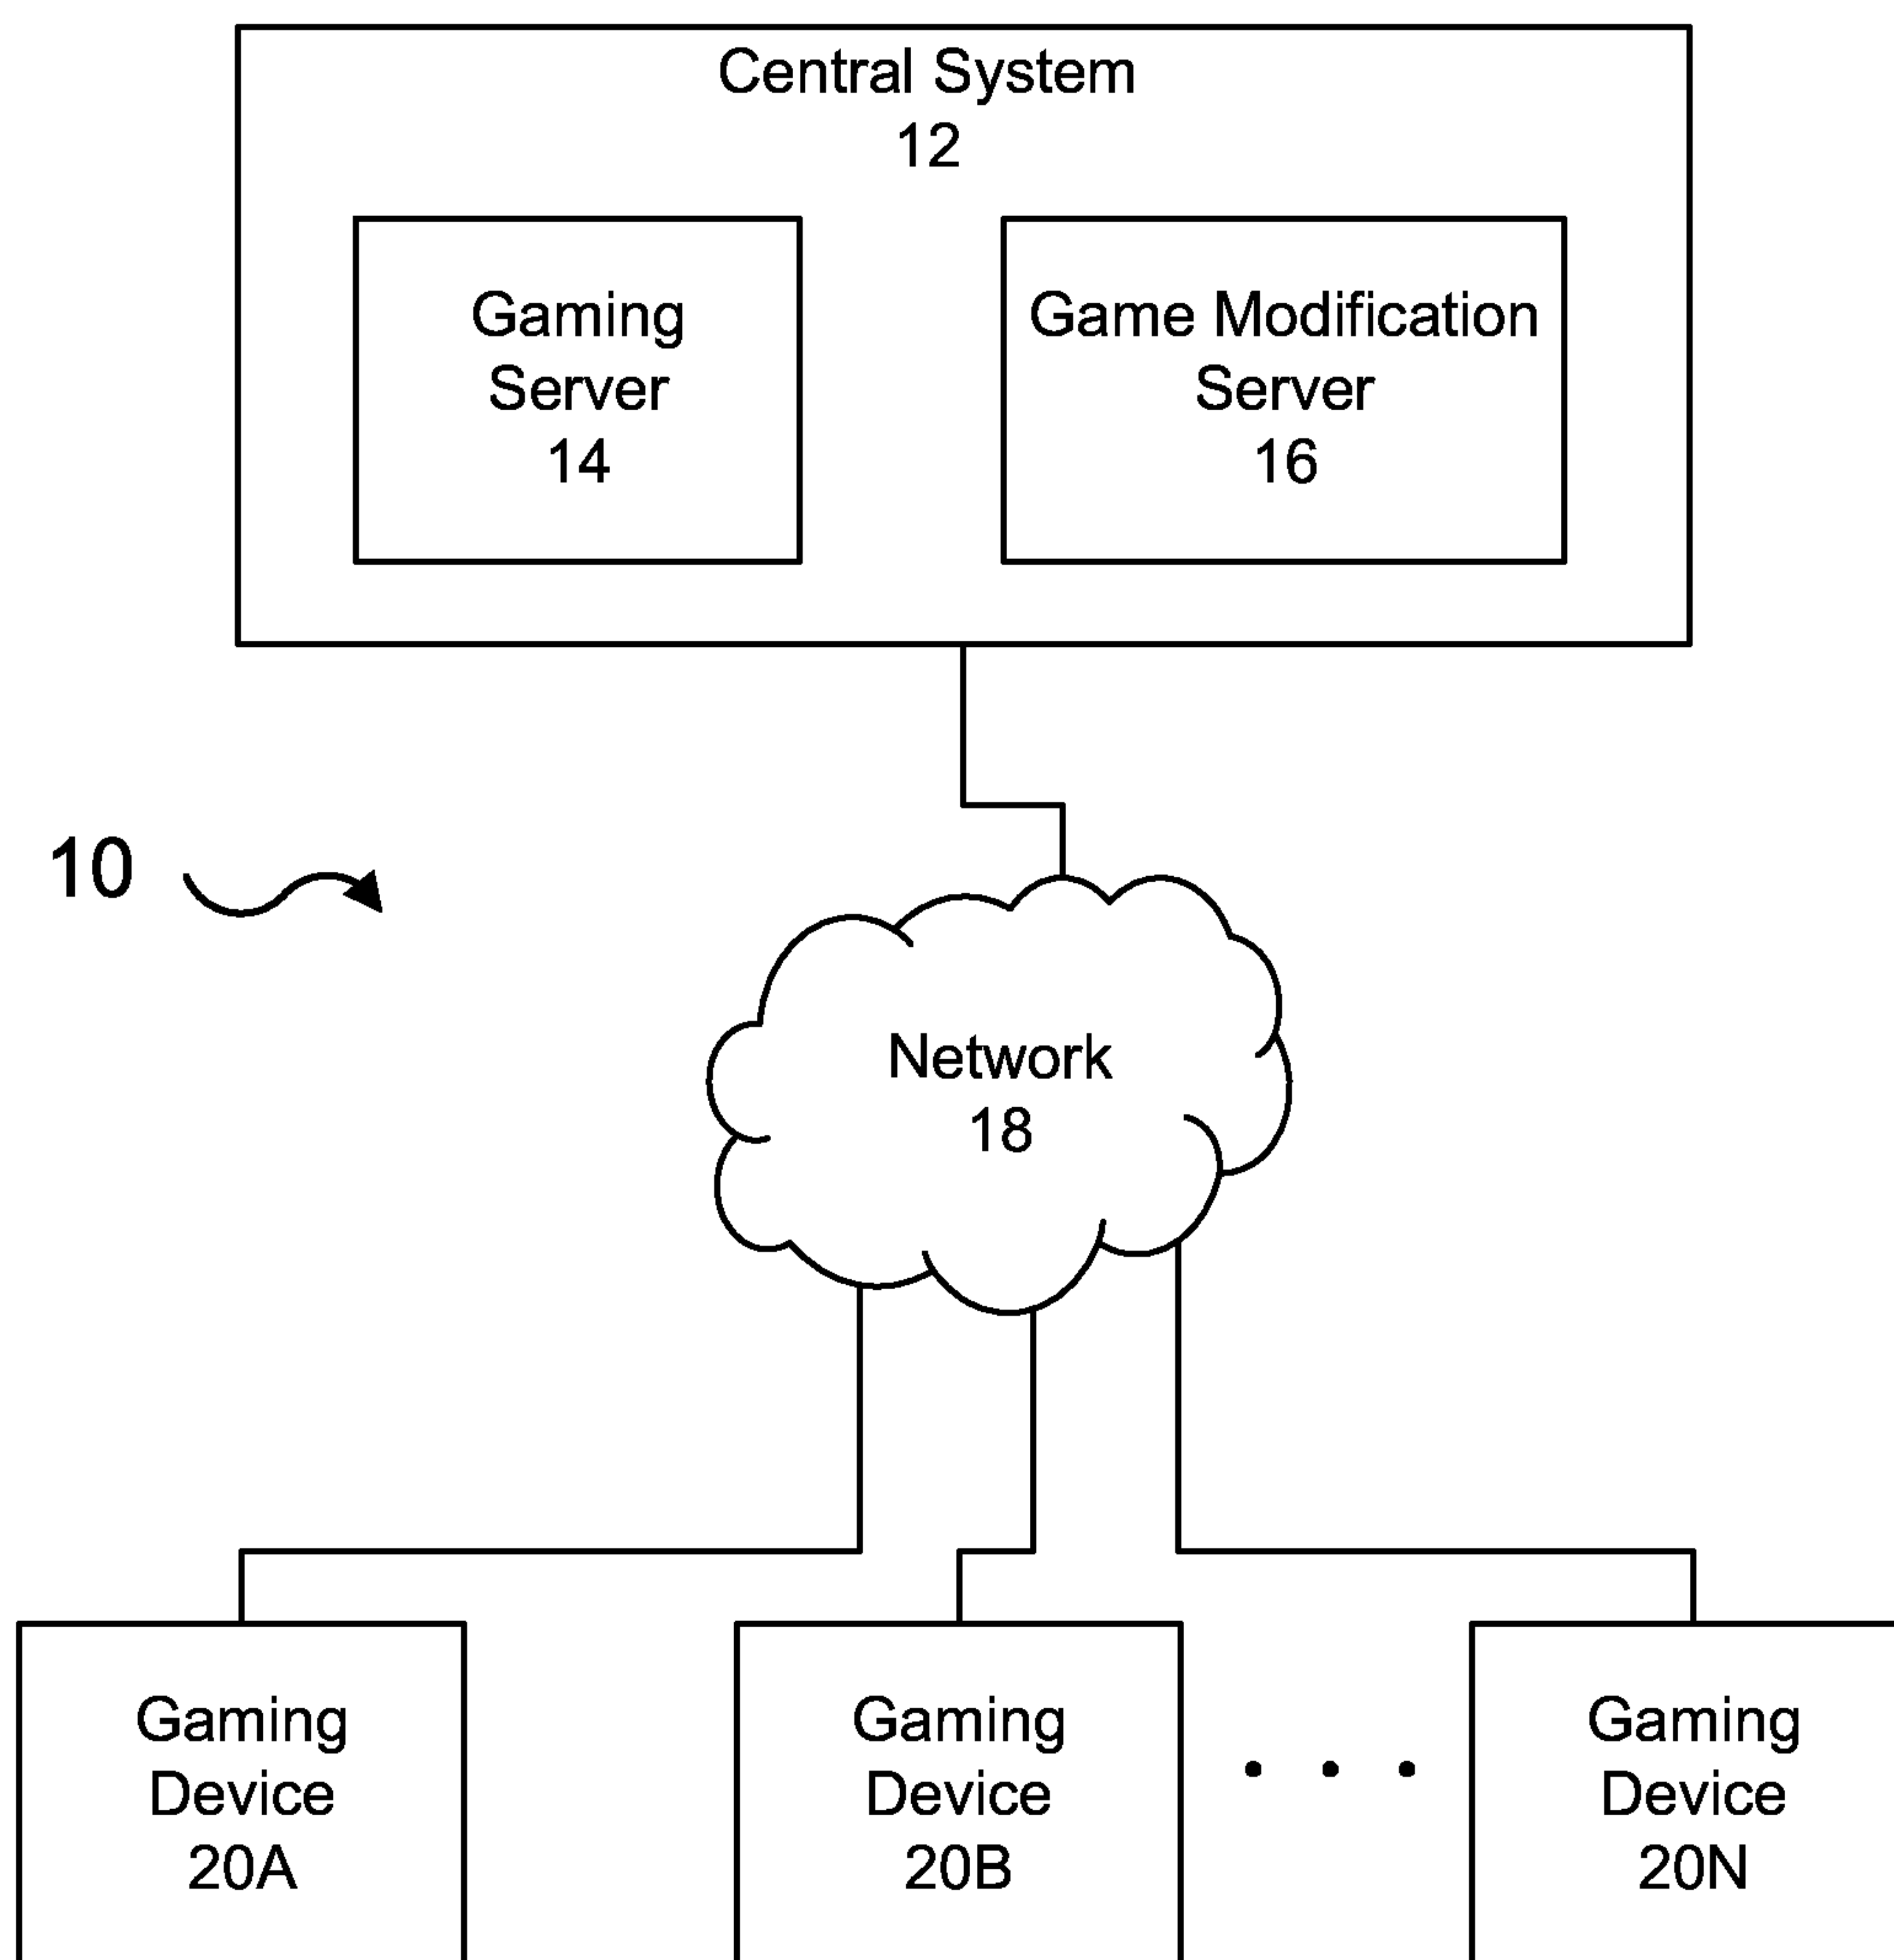 Central System
12
Gaming
Server
14
Game Modification
Server
16
10
Network
18
Gaming
Device
20A
Gaming
Device
20B
. . .
Gaming
Device
20N